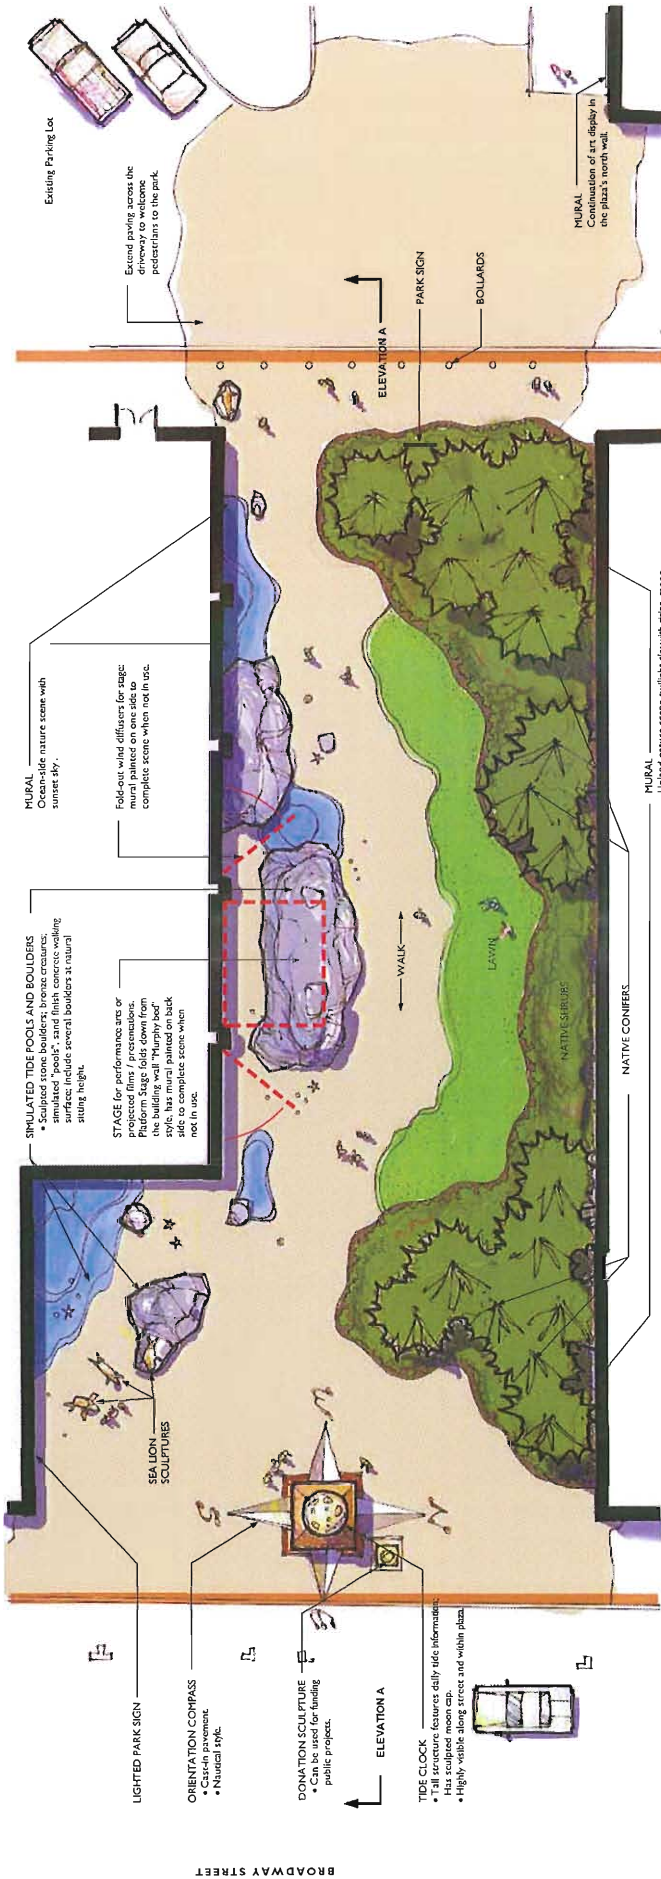 Existing Parking Lot
Extend paving across the
driveway to welcome
pedestrians to the park.
MURAL
Continuation of art display in
the plaza's north wall.
ELEVATION A
PARK SIGN
BOLLARDS
MURAL
Ocean-side nature scene with
sunset sky.
Fold-out wind diffusers for stage:
mural painted on one side to
complete scene when not in use.
SIMULATED TIDE POOLS AND BOULDERS
• Sculpted stone boulders; bronze creatures;
simulated "pools", sand finish concrete walking
surface; include several boulders at natural
sitting height.
STAGE for performance arts or
projected films / presentations.
Platform Stage folds down from
the building wall "Murphy bed"
style, has mural painted on back
side to complete scene when
not in use.
WALK
LAWN
NATIVE SHRUBS
NATIVE CONIFERS
MURAL
SEA LION
SCULPTURES
S
W
N
E
LIGHTED PARK SIGN
ORIENTATION COMPASS
• Cast-in pavement.
• Nautical style.
DONATION SCULPTURE
• Can be used for funding
public projects.
ELEVATION A
TIDE CLOCK
• Tall structure features daily tide information;
Has sculpted moon cap.
• Highly visible along street and within plaza.
BROADWAY STREET